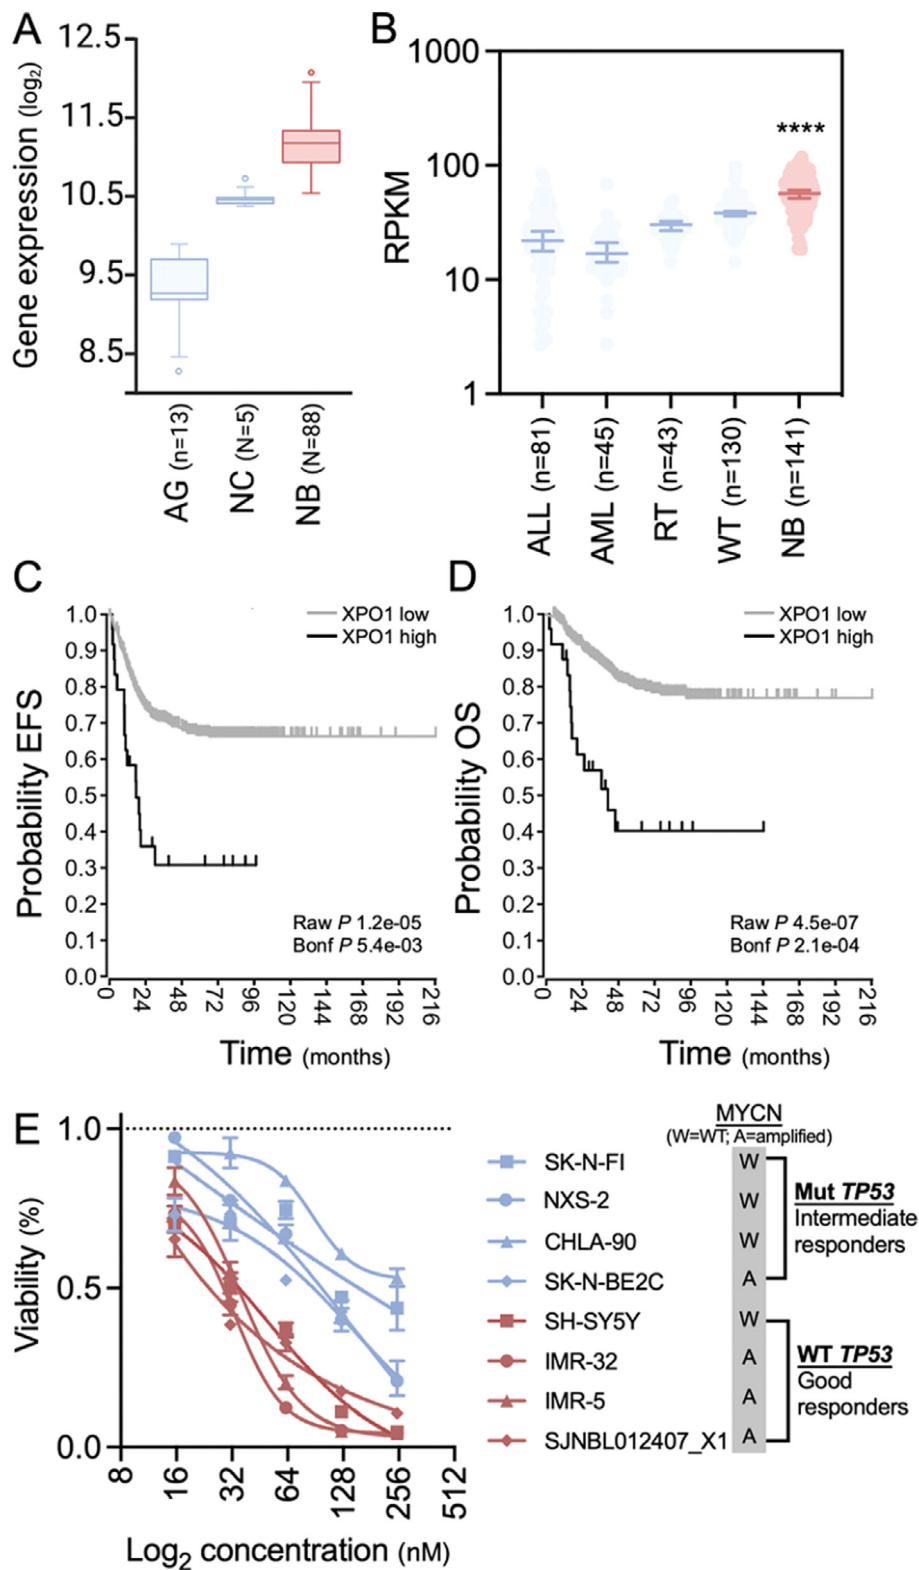 A
Gene expression (log2)
12.5
11.5
10.5
9.5
8.5
AG (n=13)
NC (N=5)
NB (N=88)
B
RPKM
1000
100
10
1
****
ALL (n=81)
AML (n=45)
RT (n=43)
WT (n=130)
NB (n=141)
C
Probability EFS
1.0
0.9
0.8
0.7
0.6
0.5
0.4
0.3
0.2
0.1
0.0
XPO1 low
XPO1 high
Raw P 1.2e-05
Bonf P 5.4e-03
0 24 48 72 96 120 144 168 192 216
Time (months)
D
Probability OS
1.0
0.9
0.8
0.7
0.6
0.5
0.4
0.3
0.2
0.1
0.0
XPO1 low
XPO1 high
Raw P 4.5e-07
Bonf P 2.1e-04
0 24 48 72 96 120 144 168 192 216
Time (months)
E
Viability (%)
1.0
0.5
0.0
8 16 32 64 128 256 512
Log2 concentration (nM)
MYCN
(W=WT; A=amplified)
SK-N-FI W
NXS-2 W
CHLA-90 W
SK-N-BE2C A
SH-SY5Y W
IMR-32 A
IMR-5 A
SJNBL012407_X1 A
Mut TP53
Intermediate
responders
WT TP53
Good
responders